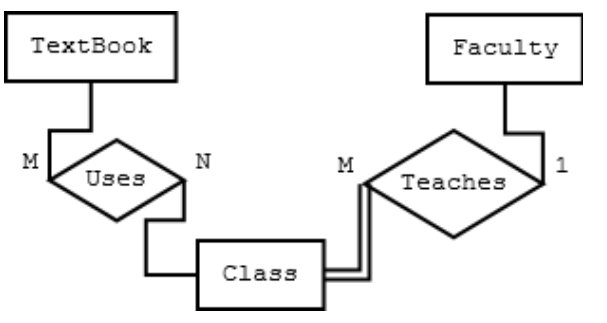 TextBook
Faculty
M
Uses
N
M
Teaches
1
Class